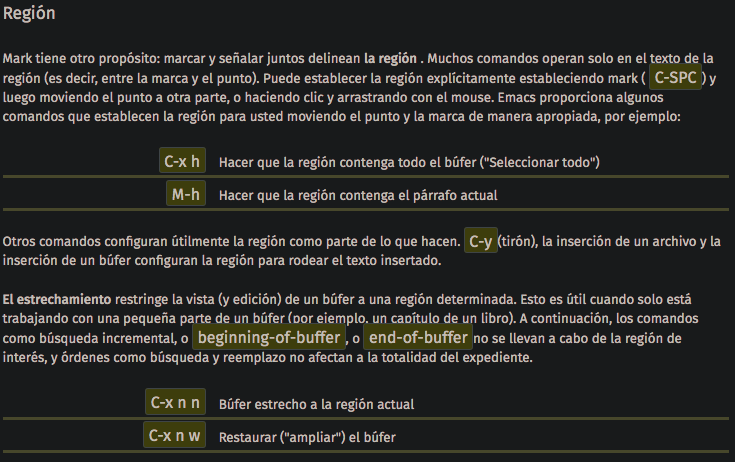 Región
Mark tiene otro propósito: marcar y señalar juntos delinean la región . Muchos comandos operan solo en el texto de la
región (es decir, entre la marca y el punto). Puede establecer la región explícitamente estableciendo mark ( C-SPC ) y
luego moviendo el punto a otra parte, o haciendo clic y arrastrando con el mouse. Emacs proporciona algunos
comandos que establecen la región para usted moviendo el punto y la marca de manera apropiada, por ejemplo:
C-x h Hacer que la región contenga todo el búfer ("Seleccionar todo")
M-h Hacer que la región contenga el párrafo actual
Otros comandos configuran útilmente la región como parte de lo que hacen. C-y (tirón), la inserción de un archivo y la
inserción de un búfer configuran la región para rodear el texto insertado.
El estrechamiento restringe la vista (y edición) de un búfer a una región determinada. Esto es útil cuando solo está
trabajando con una pequeña parte de un búfer (por ejemplo, un capítulo de un libro). A continuación, los comandos
como búsqueda incremental, o beginning-of-buffer , o end-of-buffer no se llevan a cabo de la región de
interés, y órdenes como búsqueda y reemplazo no afectan a la totalidad del expediente.
C-x n n Búfer estrecho a la región actual
C-x n w Restaurar ("ampliar") el búfer